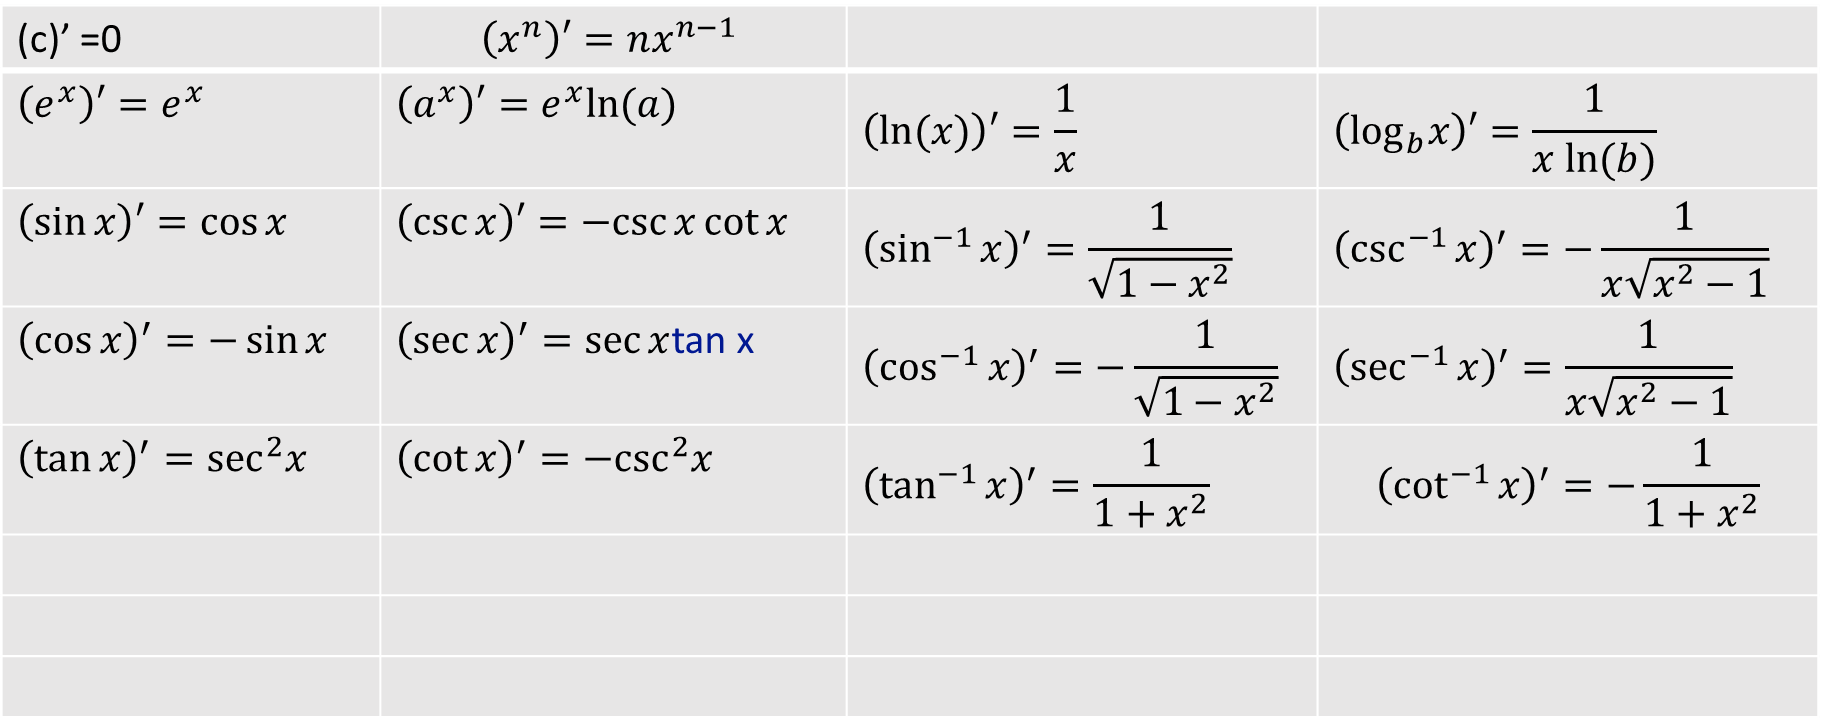 (c)' =0
(xⁿ)′ = nxⁿ⁻¹
(eˣ)′ = eˣ
(aˣ)′ = eˣln(a)
(ln(x))′ = 1/x
(log_b x)′ = 1/(x ln(b))
(sin x)′ = cos x
(csc x)′ = −csc x cot x
(sin⁻¹ x)′ = 1/√(1 − x²)
(csc⁻¹ x)′ = − 1/(x√(x² − 1))
(cos x)′ = − sin x
(sec x)′ = sec xtan x
(cos⁻¹ x)′ = − 1/√(1 − x²)
(sec⁻¹ x)′ = 1/(x√(x² − 1))
(tan x)′ = sec²x
(cot x)′ = −csc²x
(tan⁻¹ x)′ = 1/(1 + x²)
(cot⁻¹ x)′ = − 1/(1 + x²)